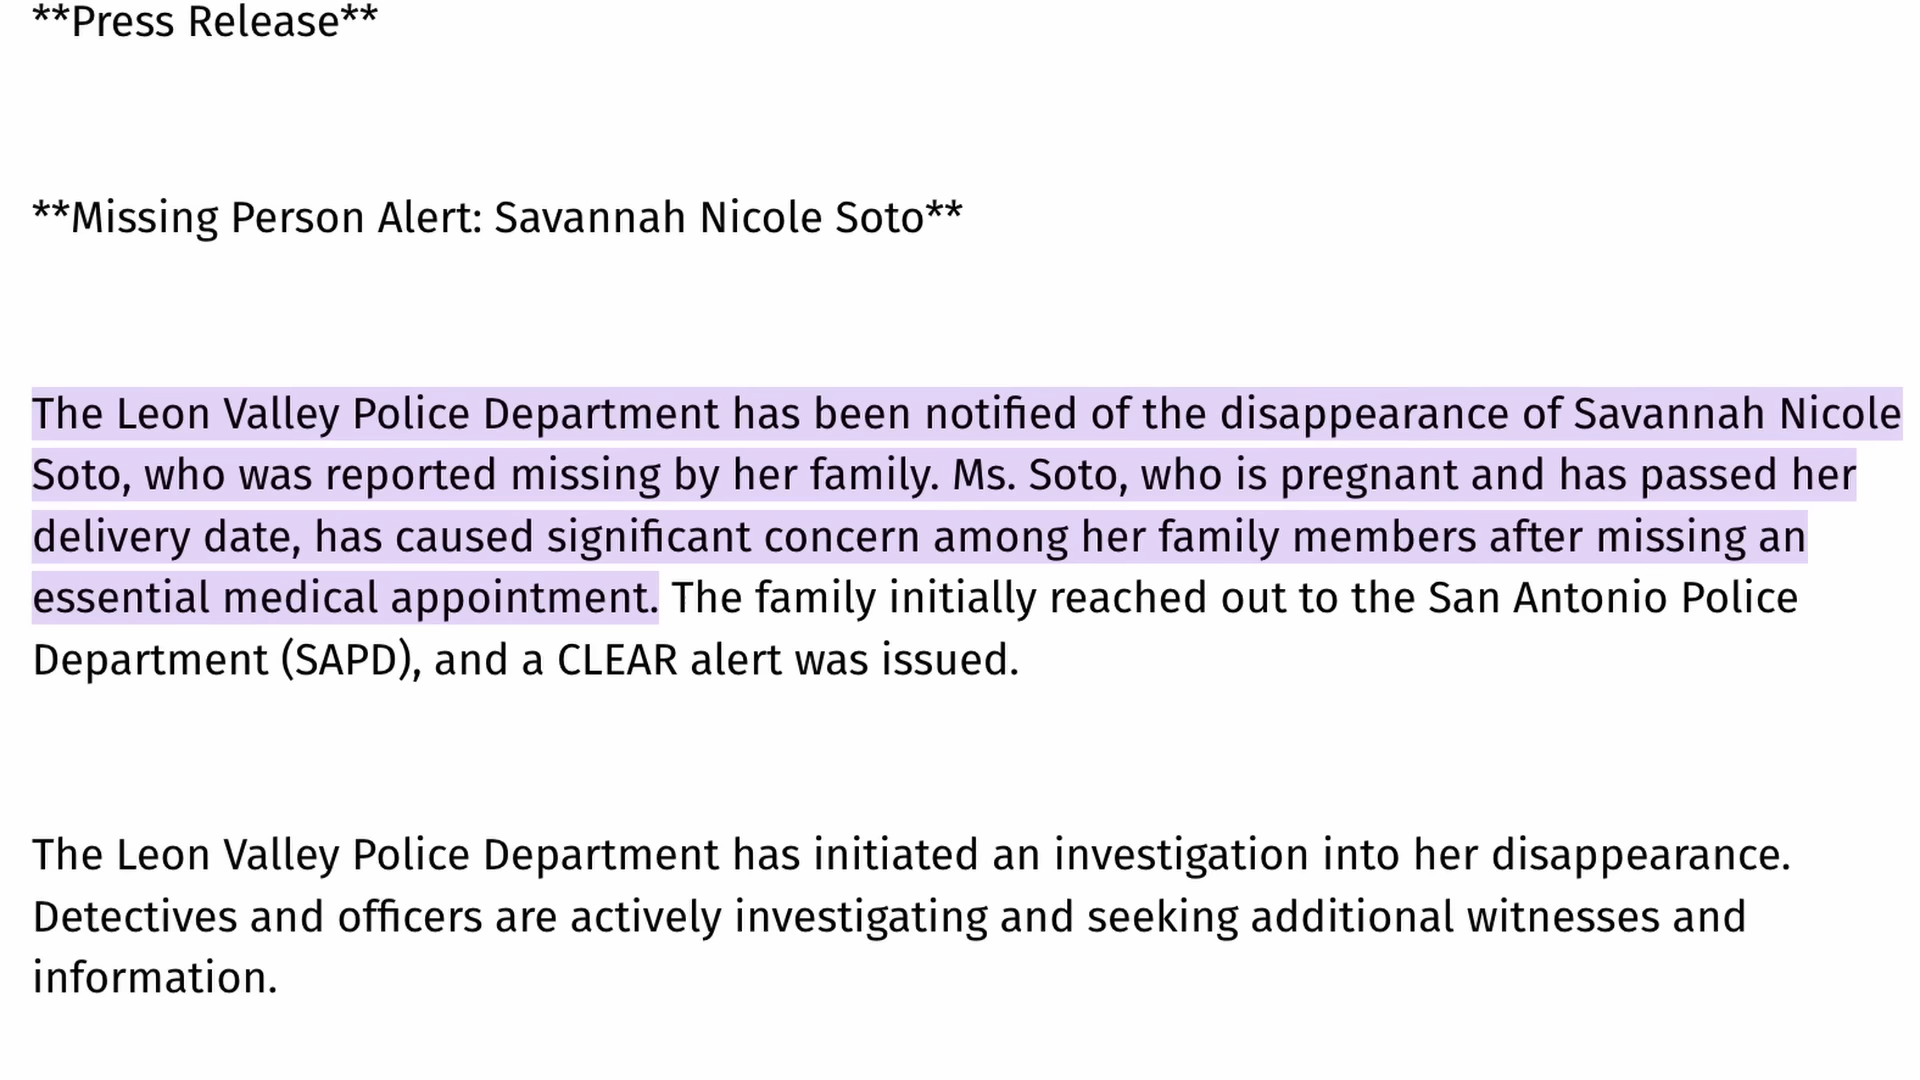 **Press Release**
**Missing Person Alert: Savannah Nicole Soto**
The Leon Valley Police Department has been notified of the disappearance of Savannah Nicole
Soto, who was reported missing by her family. Ms. Soto, who is pregnant and has passed her
delivery date, has caused significant concern among her family members after missing an
essential medical appointment. The family initially reached out to the San Antonio Police
Department (SAPD), and a CLEAR alert was issued.
The Leon Valley Police Department has initiated an investigation into her disappearance.
Detectives and officers are actively investigating and seeking additional witnesses and
information.